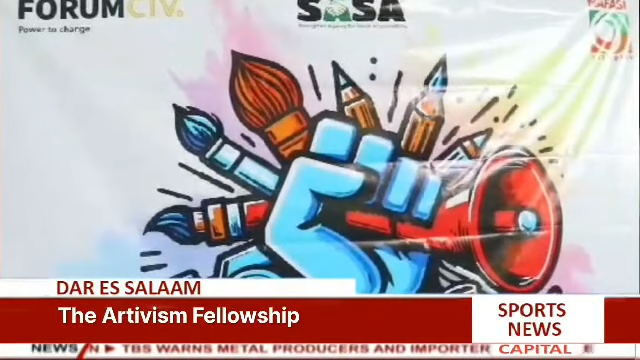 FORUMCIV.
Power to change
SASA
DAR ES SALAAM
The Artivism Fellowship
SPORTS
NEWS
NEWS
TBS WARNS METAL PRODUCERS AND IMPORTER
CAPITAL